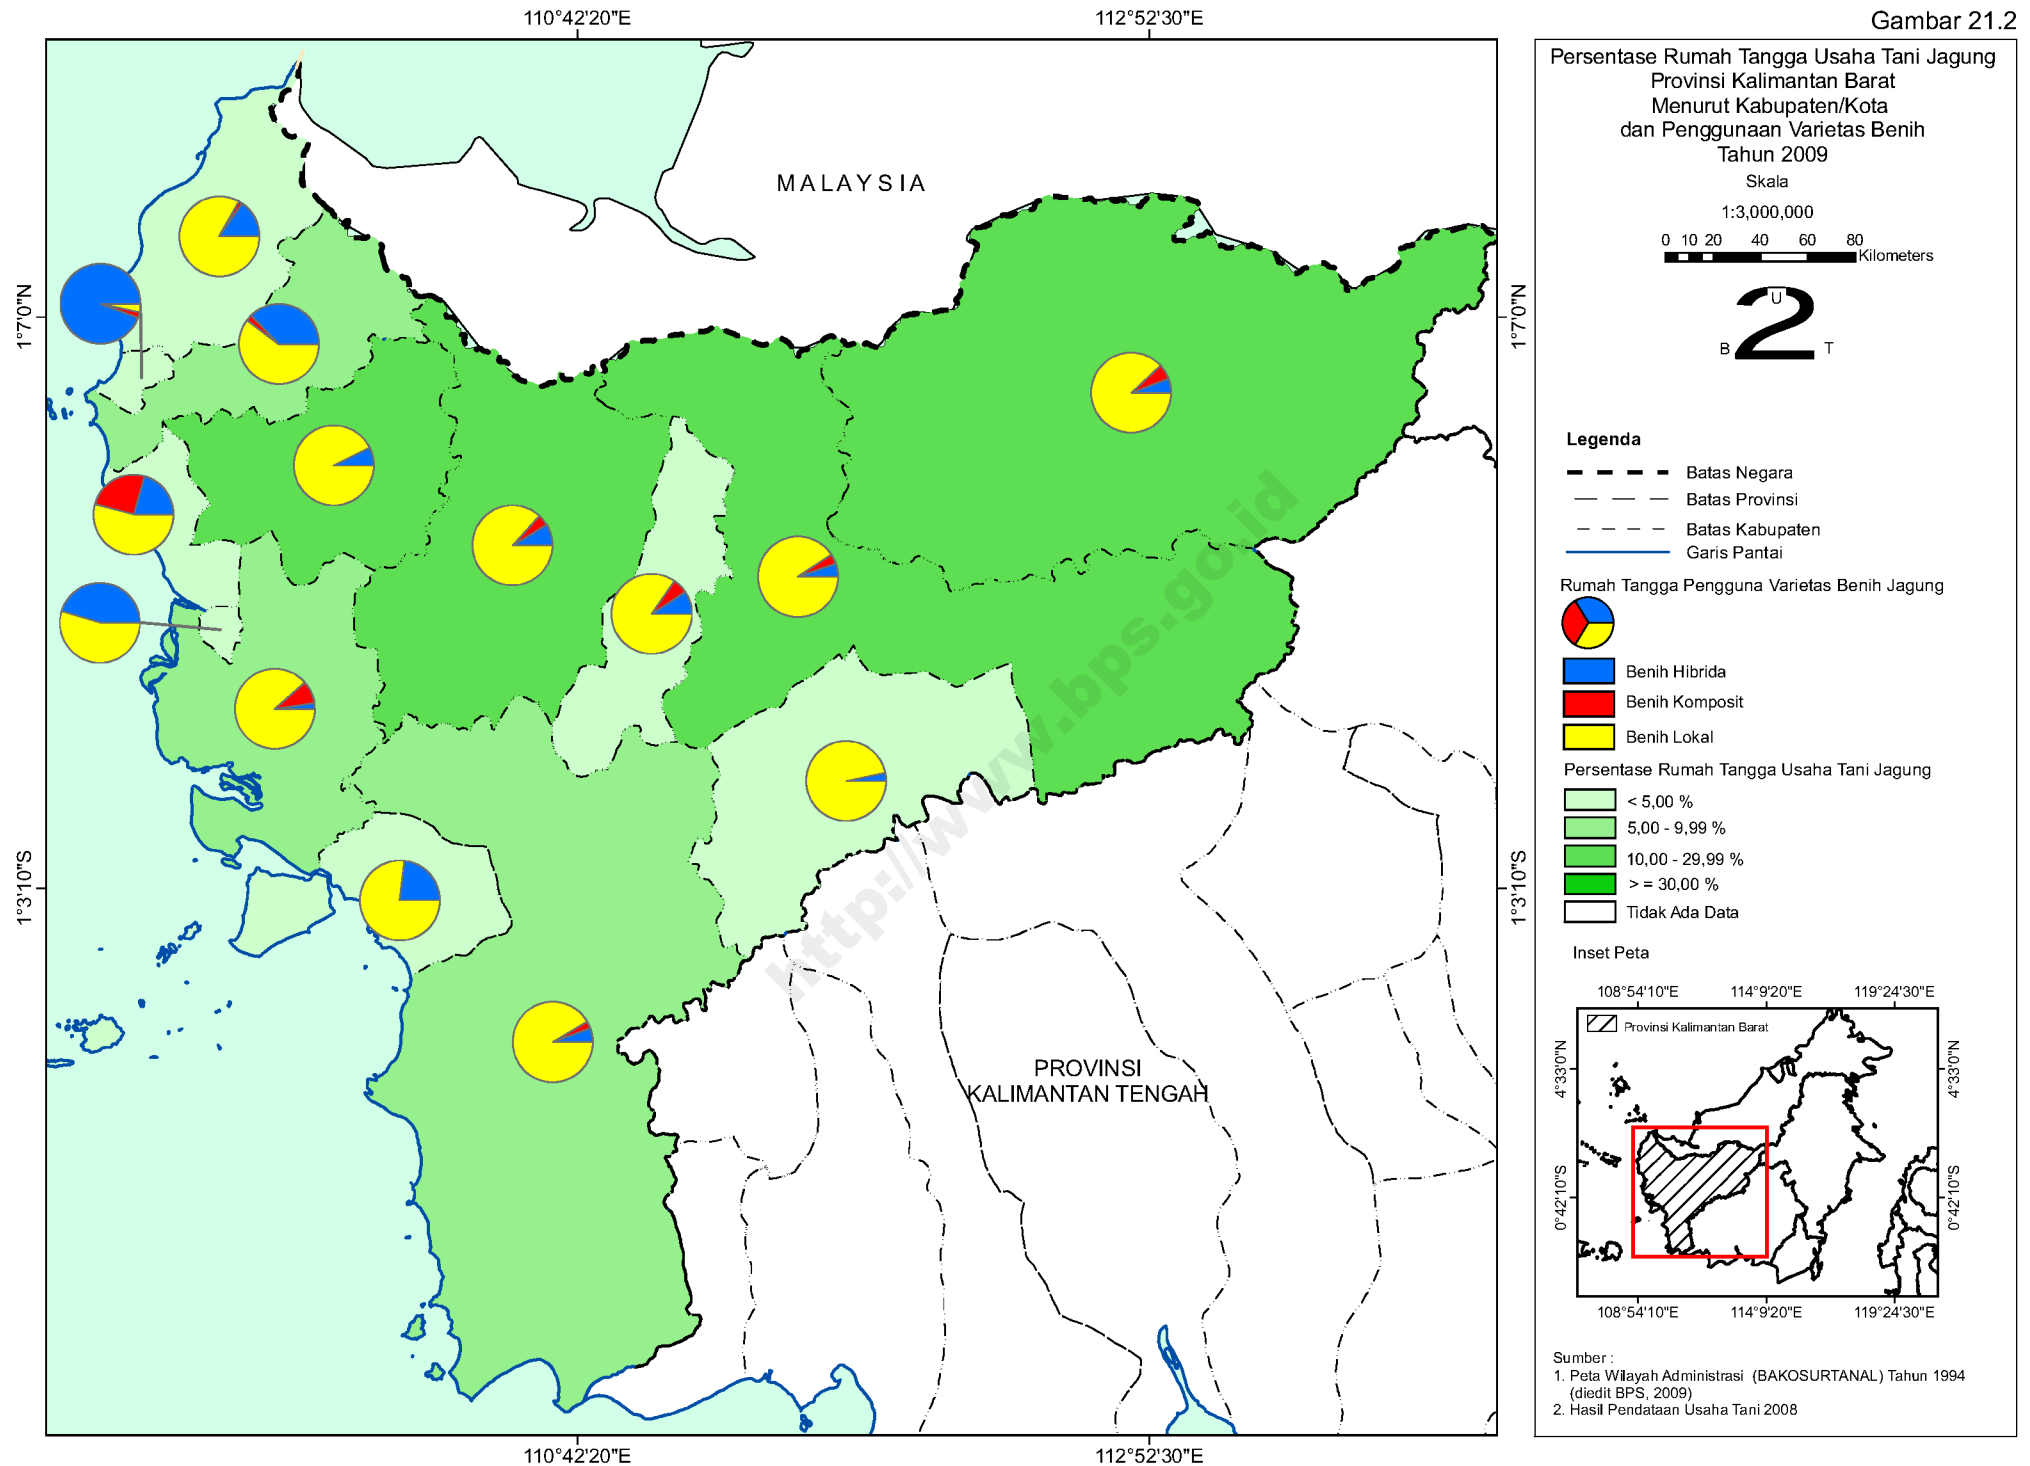 Gambar 21.2
110°42'20"E
112°52'30"E
1°7'0"N
1°3'10"S
MALAYSIA
PROVINSI
KALIMANTAN TENGAH
http://www.bps.go.id
1°7'0"N
1°3'10"S
110°42'20"E
112°52'30"E
Persentase Rumah Tangga Usaha Tani Jagung
Provinsi Kalimantan Barat
Menurut Kabupaten/Kota
dan Penggunaan Varietas Benih
Tahun 2009
Skala
1:3,000,000
0 10 20 40 60 80
Kilometers
U
B T
Legenda
Batas Negara
Batas Provinsi
Batas Kabupaten
Garis Pantai
Rumah Tangga Pengguna Varietas Benih Jagung
Benih Hibrida
Benih Komposit
Benih Lokal
Persentase Rumah Tangga Usaha Tani Jagung
< 5,00 %
5,00 - 9,99 %
10,00 - 29,99 %
> = 30,00 %
Tidak Ada Data
Inset Peta
108°54'10"E 114°9'20"E 119°24'30"E
Provinsi Kalimantan Barat
4°33'0"N
0°42'10"S
4°33'0"N
0°42'10"S
108°54'10"E 114°9'20"E 119°24'30"E
Sumber :
1. Peta Wilayah Administrasi (BAKOSURTANAL) Tahun 1994
(diedit BPS, 2009)
2. Hasil Pendataan Usaha Tani 2008